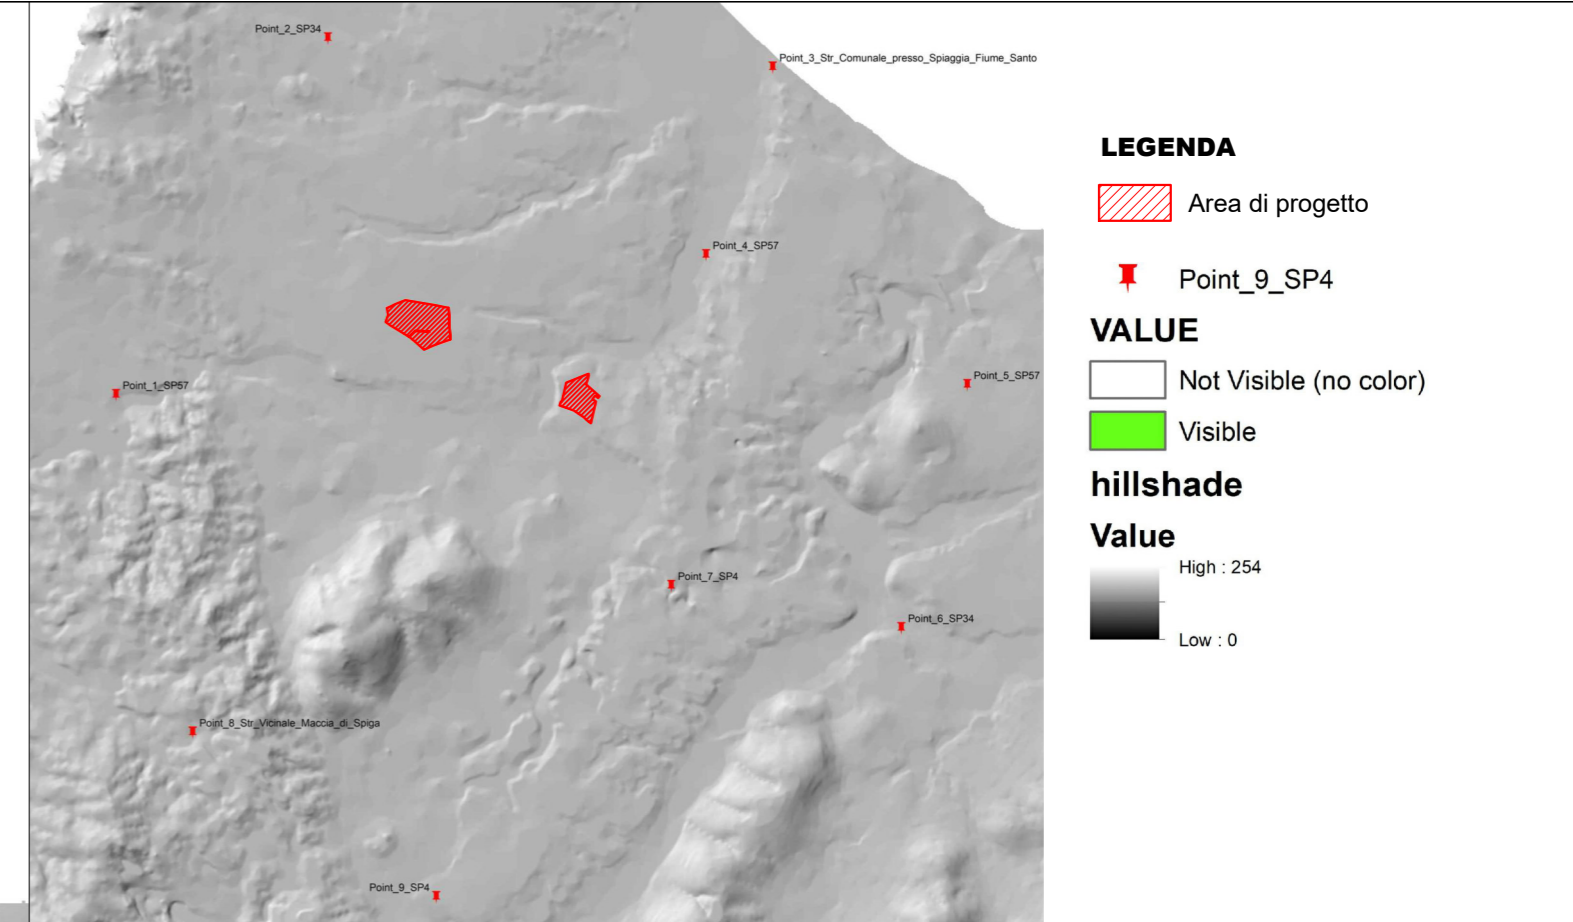 Point_2_SP34
Point_3_Str_Comunale_presso_Spiaggia_Fiume_Santo
Point_4_SP57
Point_1_SP57
Point_5_SP57
Point_7_SP4
Point_6_SP34
Point_8_Str_Vicinale_Maccia_di_Spiga
Point_9_SP4
LEGENDA
Area di progetto
Point_9_SP4
VALUE
Not Visible (no color)
Visible
hillshade
Value
High : 254
Low : 0